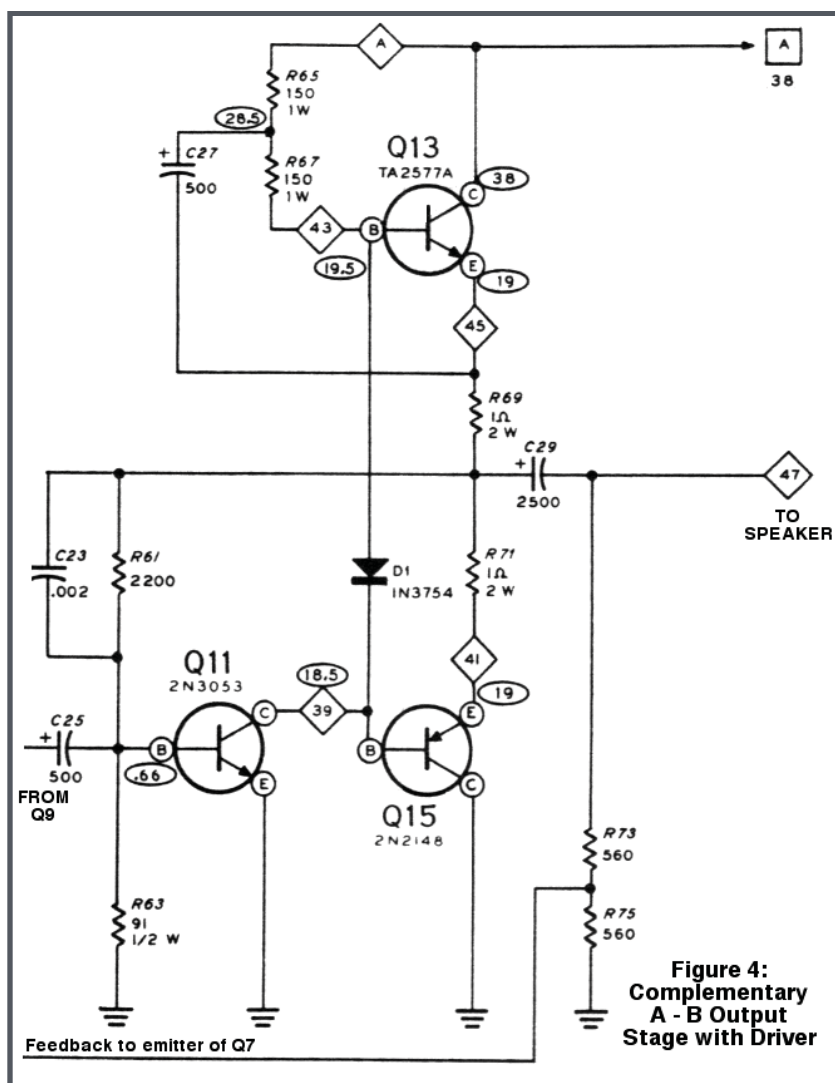 A
A
38
R65
150
1W
28.5
C27
+
500
R67
150
1W
Q13
TA2577A
38
C
43
B
19.5
E
19
45
R69
1Ω
2 W
C29
+
2500
47
TO
SPEAKER
C23
.002
R61
2200
D1
1N3754
R71
1Ω
2 W
41
Q11
2N3053
18.5
39
19
C
E
C25
+
500
B
.66
E
B
C
FROM
Q9
Q15
2N2148
R63
91
1/2 W
R73
560
R75
560
Figure 4:
Complementary
A - B Output
Stage with Driver
Feedback to emitter of Q7